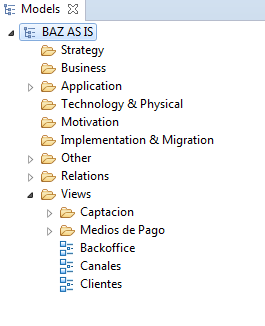 Models
BAZ AS IS
Strategy
Business
Application
Technology & Physical
Motivation
Implementation & Migration
Other
Relations
Views
Captacion
Medios de Pago
Backoffice
Canales
Clientes